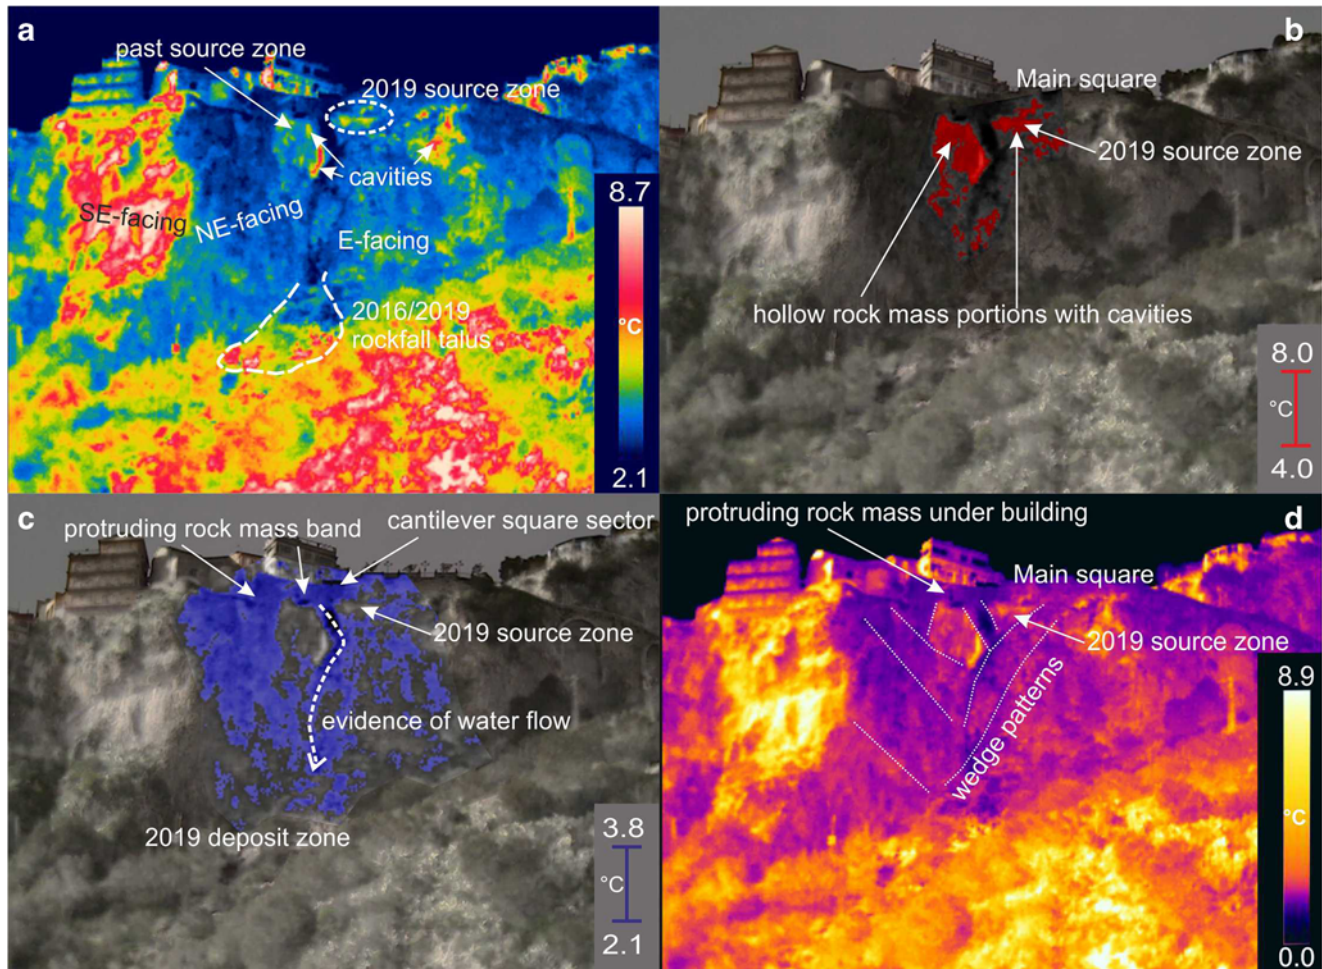 a
past source zone
2019 source zone
cavities
SE-facing
NE-facing
E-facing
2016/2019
rockfall talus
8.7
°C
2.1
b
Main square
2019 source zone
hollow rock mass portions with cavities
8.0
°C
4.0
c
protruding rock mass band
cantilever square sector
2019 source zone
evidence of water flow
2019 deposit zone
3.8
°C
2.1
d
protruding rock mass under building
Main square
2019 source zone
wedge patterns
8.9
°C
0.0